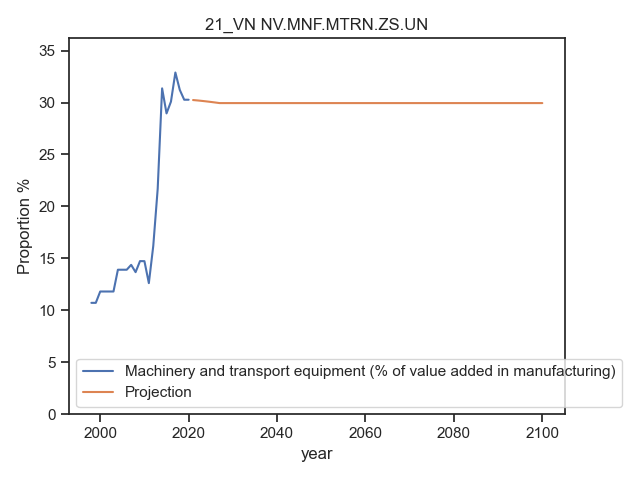 21_VN NV.MNF.MTRN.ZS.UN
35
30
25
20
15
10
5
0
Proportion %
Machinery and transport equipment (% of value added in manufacturing)
Projection
2000 2020 2040 2060 2080 2100
year